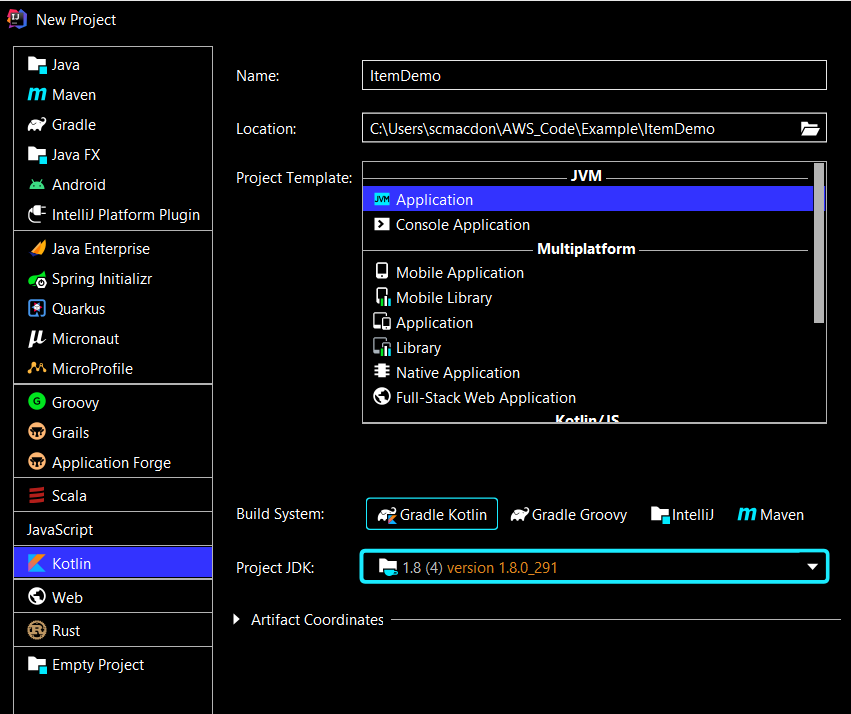 New Project
Java
Maven
Gradle
Java FX
Android
IntelliJ Platform Plugin
Java Enterprise
Spring Initializr
Quarkus
Micronaut
MicroProfile
Groovy
Grails
Application Forge
Scala
JavaScript
Kotlin
Web
Rust
Empty Project
Name:
ItemDemo
Location:
C:\Users\scmacdon\AWS_Code\Example\ItemDemo
Project Template:
JVM
Application
Console Application
Multiplatform
Mobile Application
Mobile Library
Application
Library
Native Application
Full-Stack Web Application
Kotlin/JS
Build System:
Gradle Kotlin
Gradle Groovy
IntelliJ
Maven
Project JDK:
1.8 (4) version 1.8.0_291
Artifact Coordinates